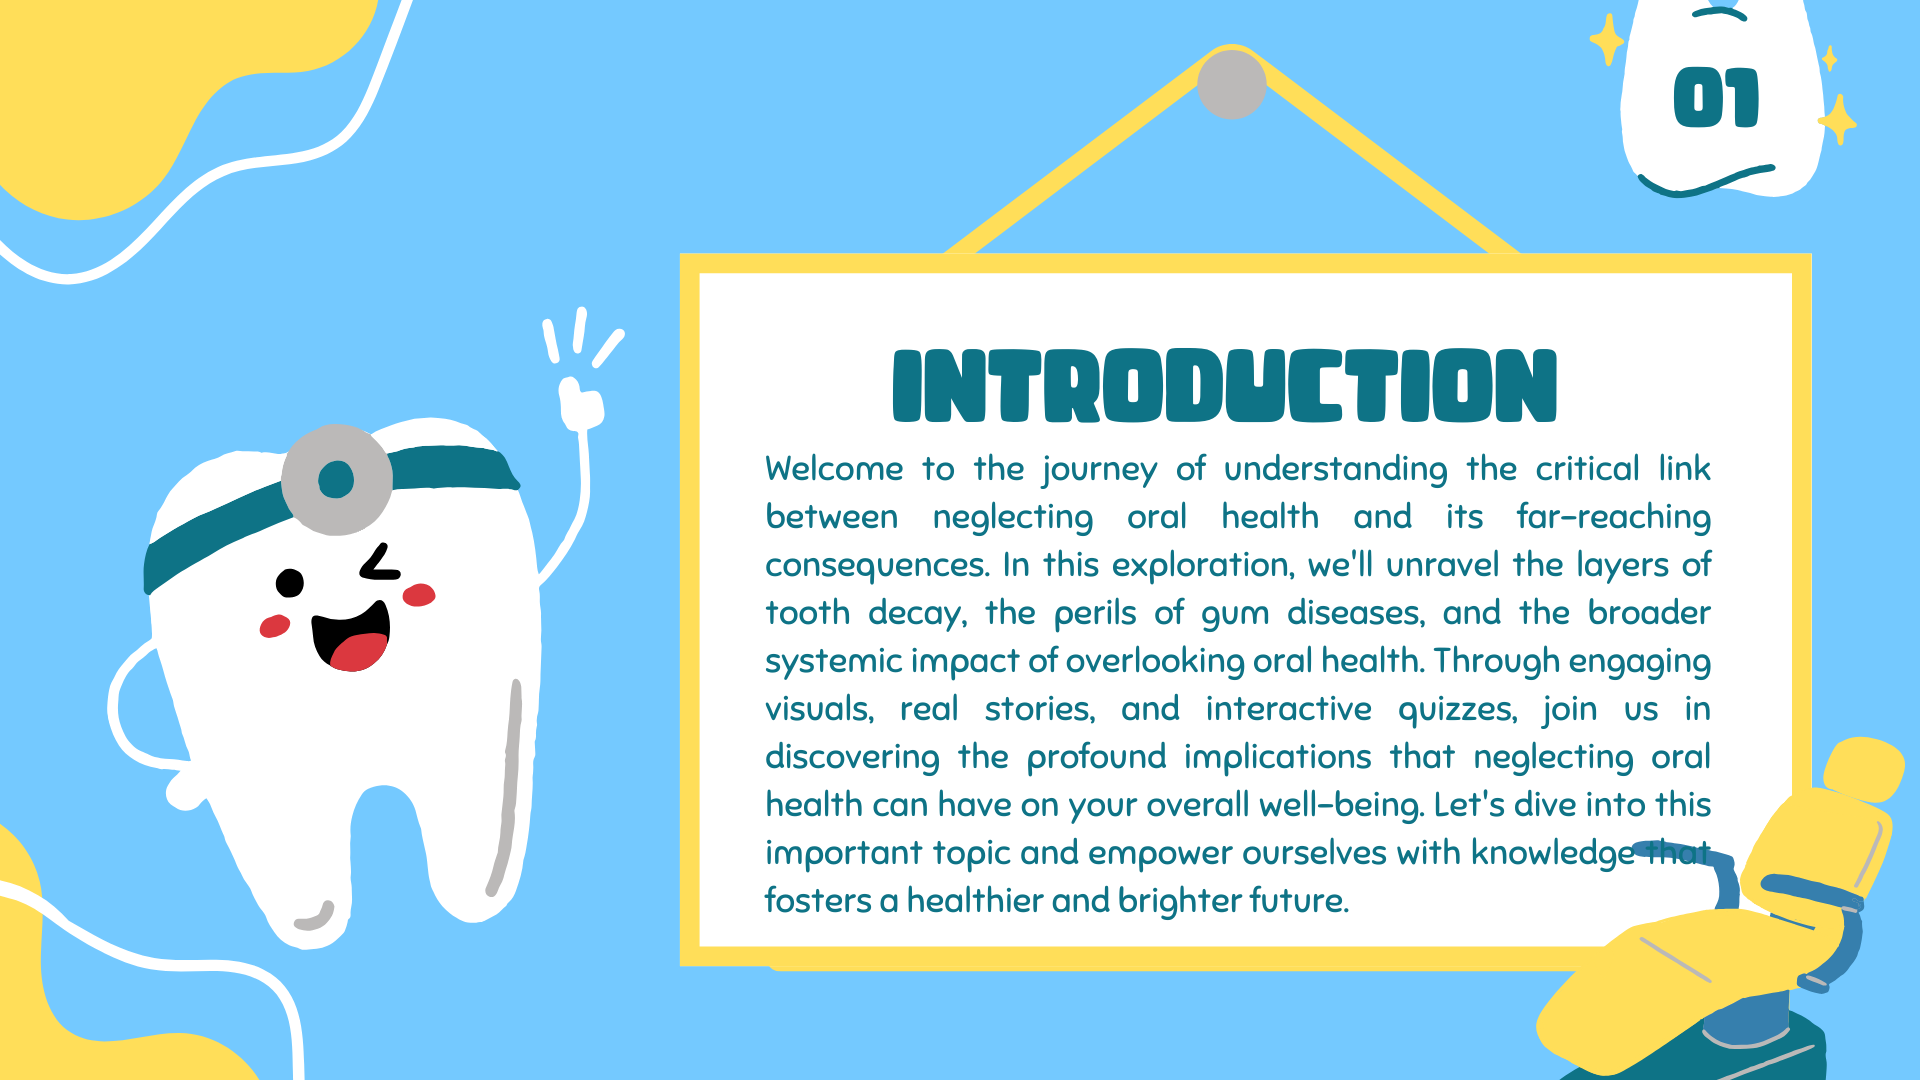 01
INTRODUCTION
Welcome to the journey of understanding the critical link
between neglecting oral health and its far-reaching
consequences. In this exploration, we'll unravel the layers of
tooth decay, the perils of gum diseases, and the broader
systemic impact of overlooking oral health. Through engaging
visuals, real stories, and interactive quizzes, join us in
discovering the profound implications that neglecting oral
health can have on your overall well-being. Let's dive into this
important topic and empower ourselves with knowledge that
fosters a healthier and brighter future.